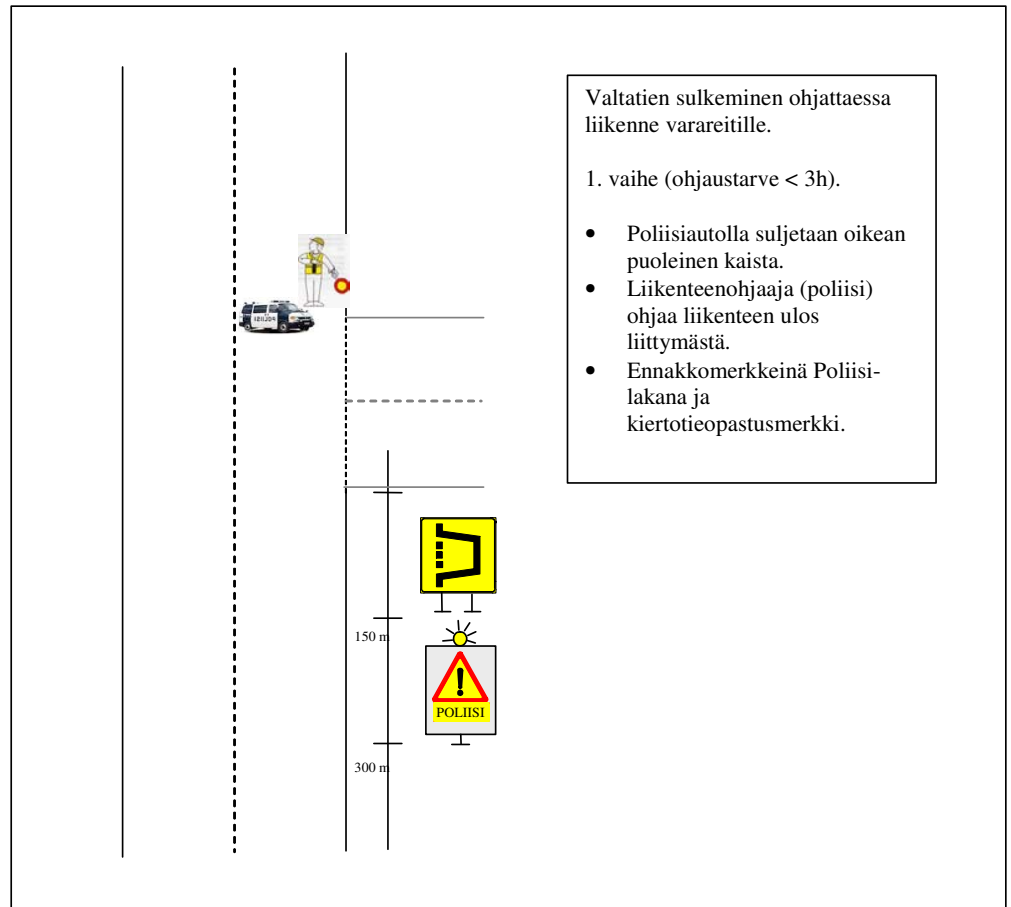 Valtatien sulkeminen ohjattaessa
liikenne varareitille.
1. vaihe (ohjaustarve < 3h).
• Poliisiautolla suljetaan oikean
puoleinen kaista.
• Liikenteenohjaaja (poliisi)
ohjaa liikenteen ulos
liittymästä.
• Ennakkomerkkeinä Poliisi-
lakana ja
kiertotieopastusmerkki.
150 m
POLIISI
300 m